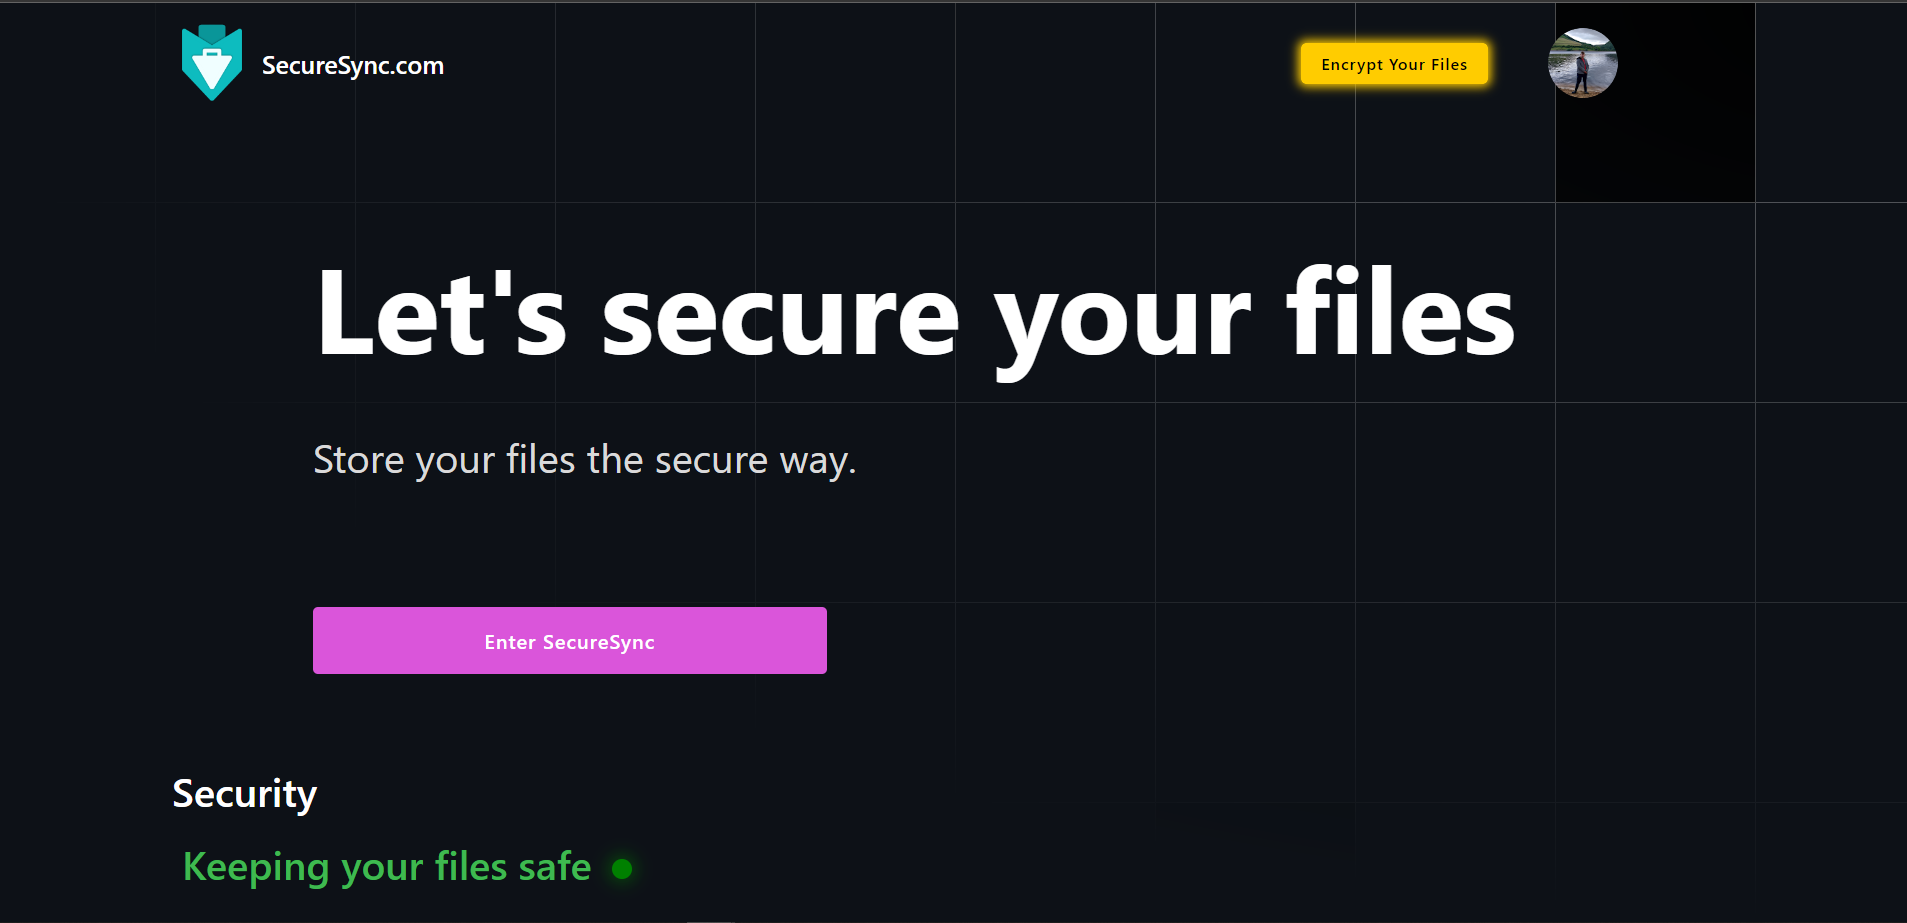 SecureSync.com
Encrypt Your Files
Let's secure your files
Store your files the secure way.
Enter SecureSync
Security
Keeping your files safe